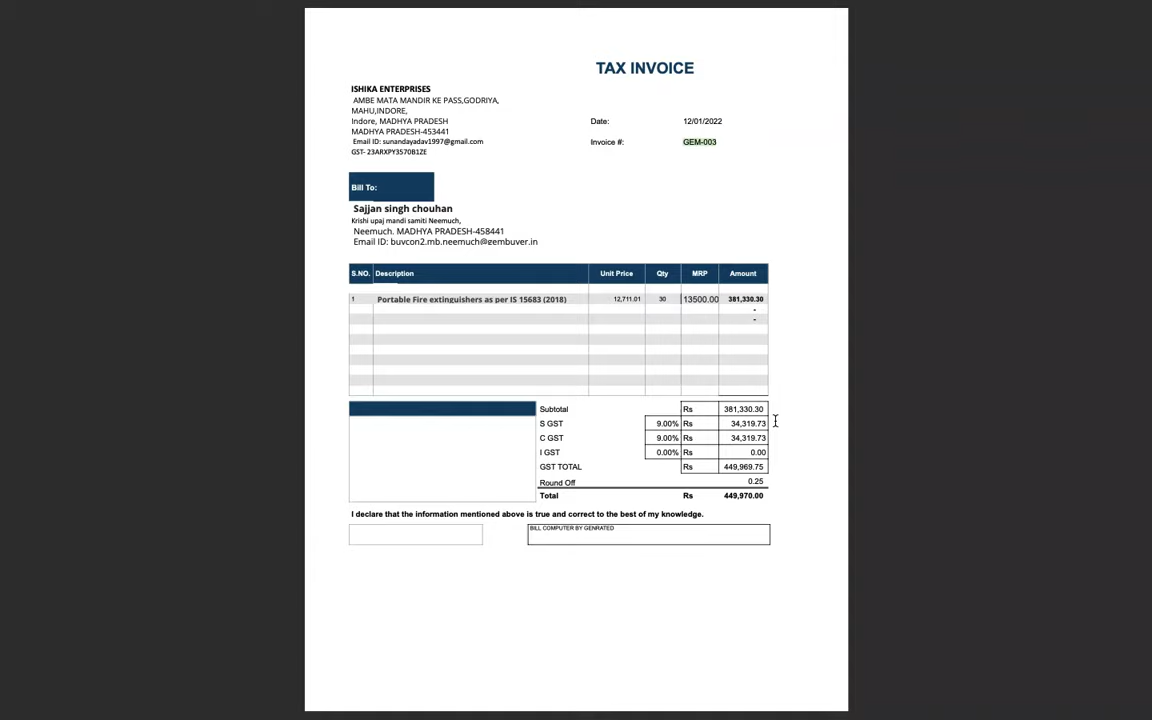 TAX INVOICE
ISHIKA ENTERPRISES
AMBE MATA MANDIR KE PASS,GODRIYA,
MAHU,INDORE,
Indore, MADHYA PRADESH
MADHYA PRADESH-453441
Email ID: sunandayadav1997@gmail.com
GST- 23ARXPY3570B1ZE
Date: 12/01/2022
Invoice #: GEM-003
Bill To:
Sajjan singh chouhan
Krishi upaj mandi samiti Neemuch,
Neemuch. MADHYA PRADESH-458441
Email ID: buvcon2.mb.neemuch@gembuver.in
S.NO. Description Unit Price Qty MRP Amount
1 Portable Fire extinguishers as per IS 15683 (2018) 12,711.01 30 13500.00 381,330.30
-
-
Subtotal Rs 381,330.30
S GST 9.00% Rs 34,319.73
C GST 9.00% Rs 34,319.73
I GST 0.00% Rs 0.00
GST TOTAL Rs 449,969.75
Round Off 0.25
Total Rs 449,970.00
I declare that the information mentioned above is true and correct to the best of my knowledge.
BILL COMPUTER BY GENRATED